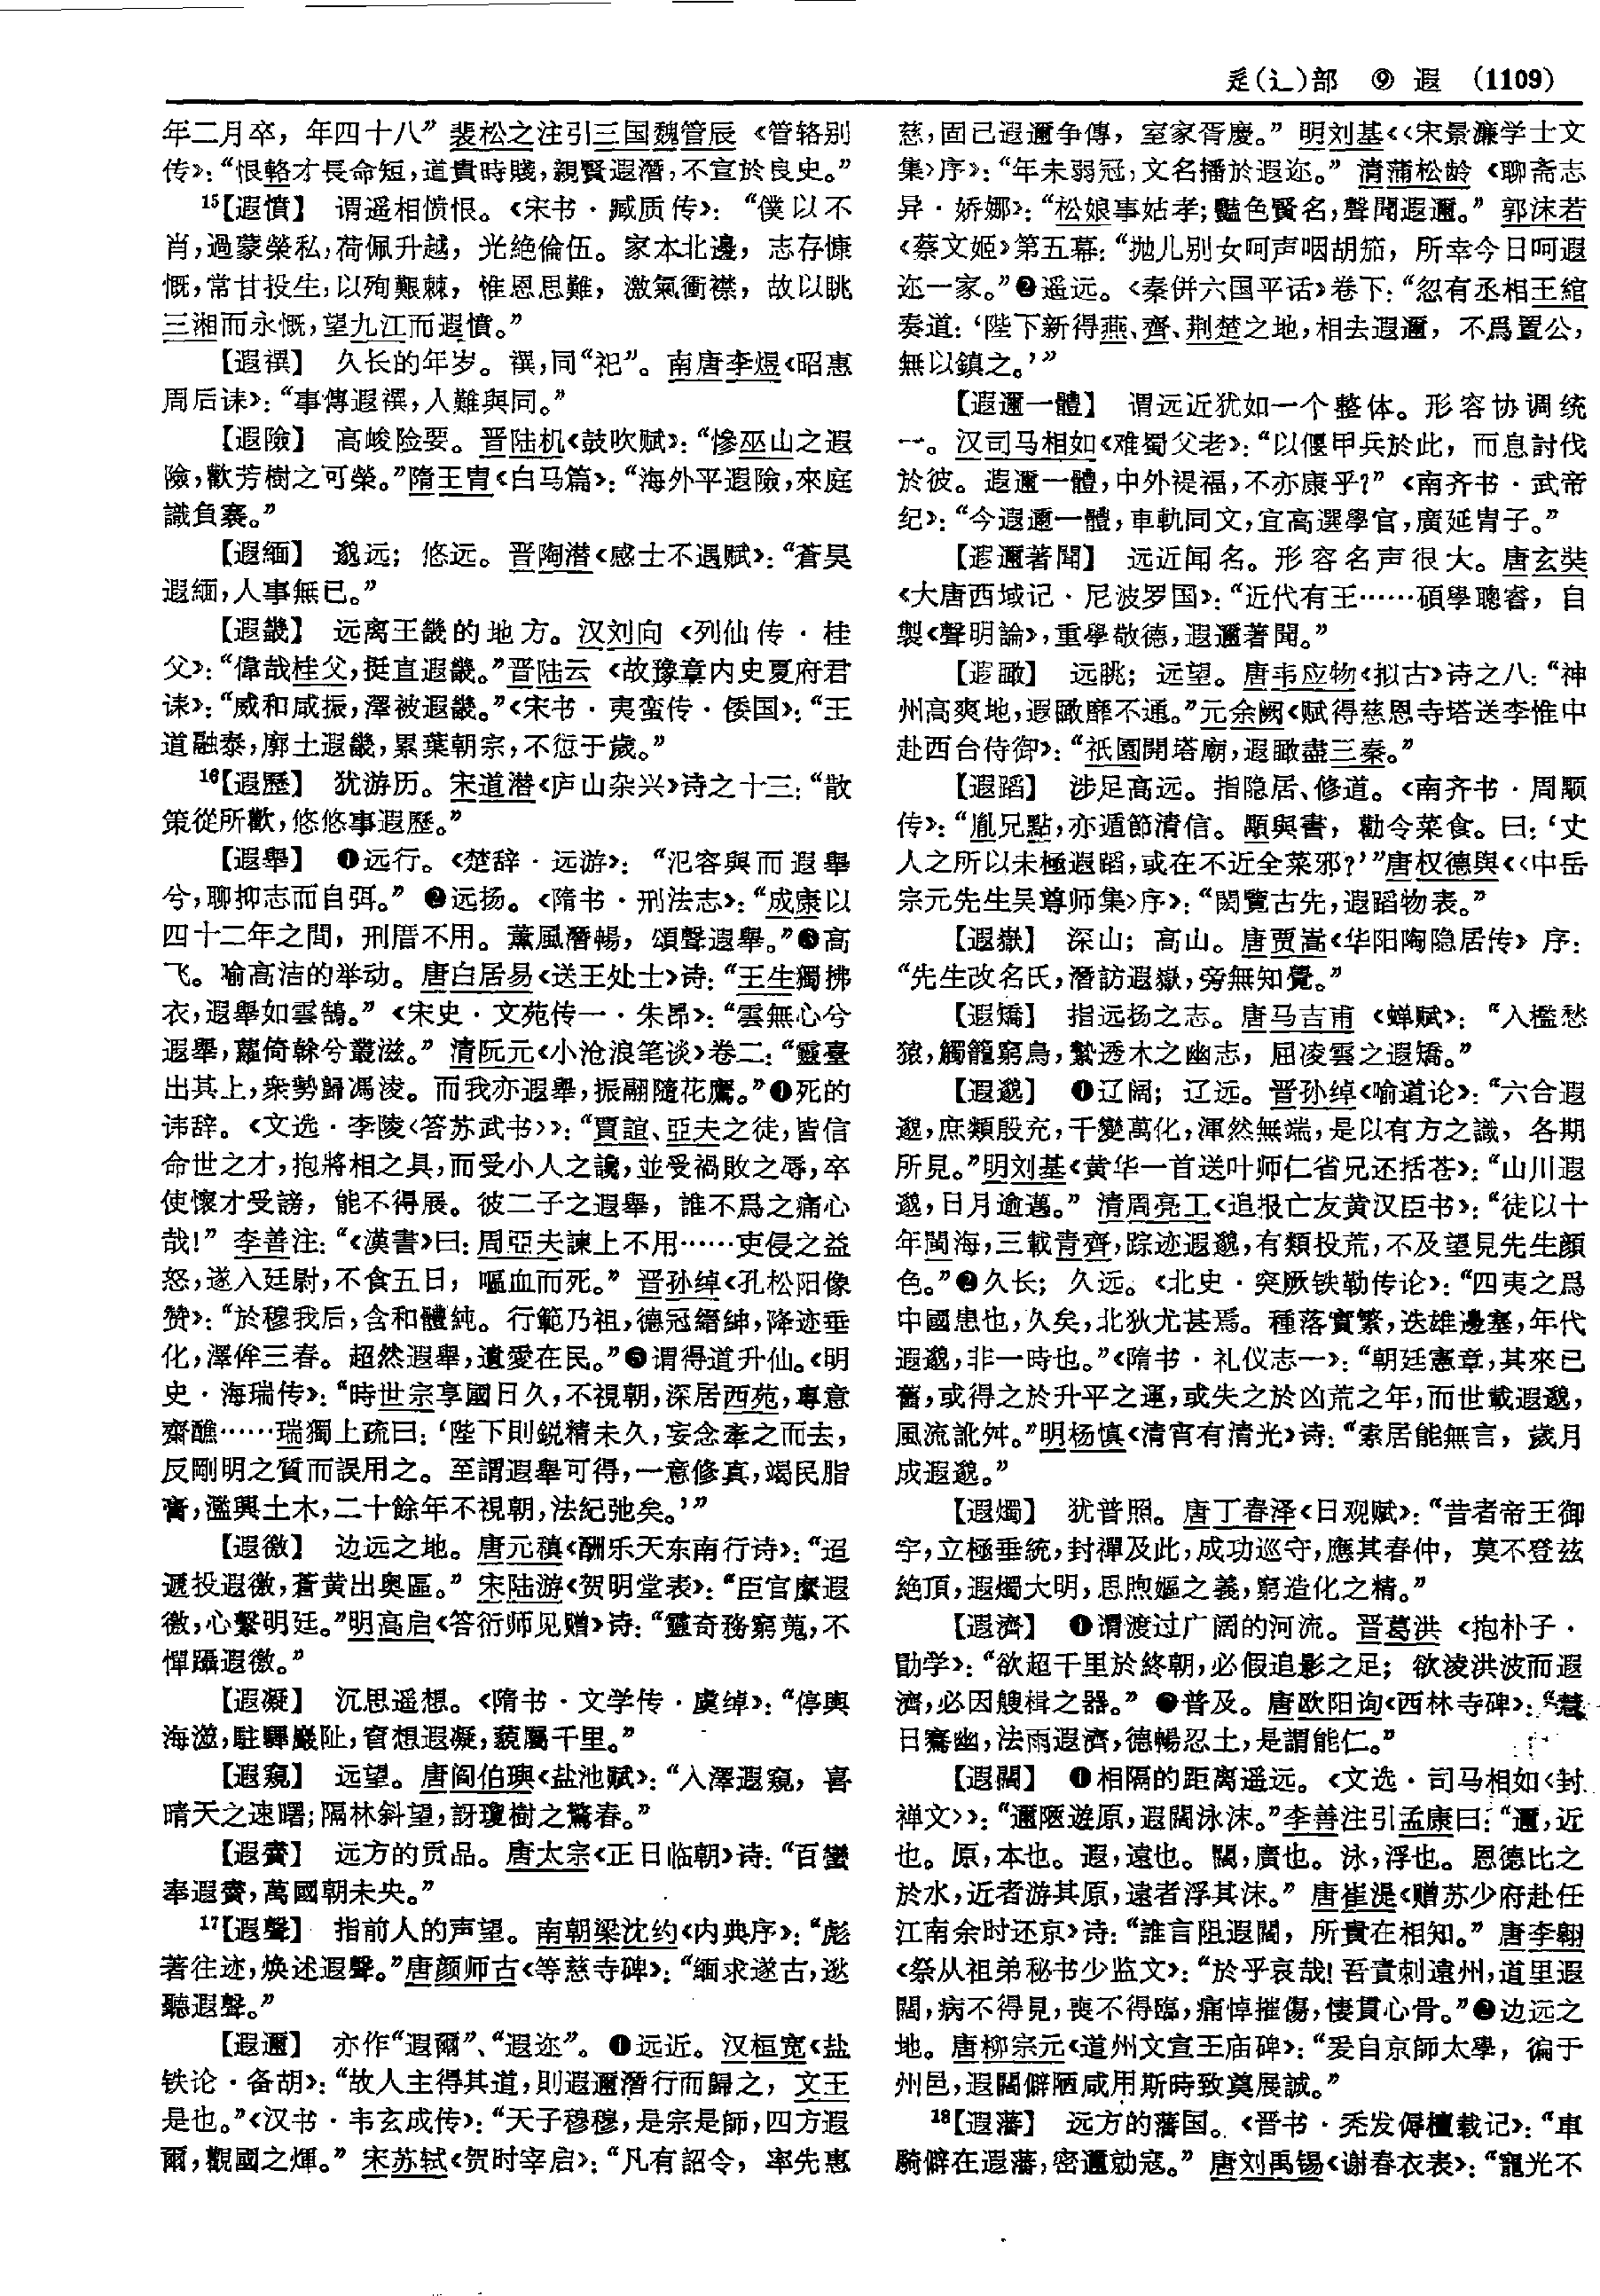 辵(辶)部　⑨　遐　(1109)
年二月卒，年四十八”裴松之注引三国魏管辰《管辂别
传》：“恨輅才長命短，道貴時賤，親賢遐潛，不宣於良史。”
15【遐憤】　谓遥相愤恨。《宋书·臧质传》：“僕以不
肖，過蒙榮私，荷佩升越，光絶倫伍。家本北邊，志存慷
慨，常甘投生，以殉艱棘，惟恩思難，激氣衝襟，故以眺
三湘而永慨，望九江而遐憤。”
【遐禩】　久长的年岁。禩，同“祀”。南唐李煜《昭惠
周后诔》：“事傳遐禩，人難與同。”
【遐險】　高峻险要。晋陆机《鼓吹赋》：“慘巫山之遐
險，歡芳樹之可榮。”隋王胄《白马篇》：“海外平遐險，來庭
識負褰。”
【遐緬】　邈远；悠远。晋陶潜《感士不遇赋》：“蒼昊
遐緬，人事無已。”
【遐畿】　远离王畿的地方。汉刘向《列仙传·桂
父》：“偉哉桂父，挺直遐畿。”晋陆云《故豫章内史夏府君
诔》：“威和咸振，澤被遐畿。”《宋书·夷蛮传·倭国》：“王
道融泰，廓土遐畿，累葉朝宗，不愆于歲。”
16【遐歷】　犹游历。宋道潜《庐山杂兴》诗之十三：“散
策從所歡，悠悠事遐歷。”
【遐舉】　❶远行。《楚辞·远游》：“氾容與而遐舉
兮，聊抑志而自弭。”❷远扬。《隋书·刑法志》：“成康以
四十二年之間，刑厝不用。薰風潛暢，頌聲遐舉。”❸高
飞。喻高洁的举动。唐白居易《送王处士》诗：“王生獨拂
衣，遐舉如雲鵠。”《宋史·文苑传一·朱昂》：“雲無心兮
遐舉，蘿倚榦兮叢滋。”清阮元《小沧浪笔谈》卷二：“靈臺
出其上，衆勢歸馮淩。而我亦遐舉，振翮隨花鷹。”❹死的
讳辞。《文选·李陵〈答苏武书〉》：“賈誼、亞夫之徒，皆信
命世之才，抱將相之具，而受小人之讒，並受禍敗之辱，卒
使懷才受謗，能不得展。彼二子之遐舉，誰不爲之痛心
哉！”李善注：“《漢書》曰：周亞夫諫上不用……吏侵之益
怒，遂入廷尉，不食五日，嘔血而死。”晋孙绰《孔松阳像
赞》：“於穆我后，含和體純。行範乃祖，德冠縉紳，降迹垂
化，澤侔三春。超然遐舉，遺愛在民。”❺谓得道升仙。《明
史·海瑞传》：“時世宗享國日久，不視朝，深居西苑，專意
齋醮……瑞獨上疏曰：‘陛下則鋭精未久，妄念牽之而去，
反剛明之質而誤用之。至謂遐舉可得，一意修真，竭民脂
膏，濫興土木，二十餘年不視朝，法紀弛矣。’”
【遐徼】　边远之地。唐元稹《酬乐天东南行诗》：“迢
遞投遐徼，蒼黄出奥區。”宋陆游《贺明堂表》：“臣官縻遐
徼，心繫明廷。”明高启《答衍师见赠》诗：“靈奇務窮蒐，不
憚躡遐徼。”
【遐凝】　沉思遥想。《隋书·文学传·虞绰》：“停輿
海澨，駐驆巖阯，窅想遐凝，藐屬千里。”
【遐窺】　远望。唐阎伯玙《盐池赋》：“入澤遐窺，喜
晴天之速曙；隔林斜望，訝瓊樹之驚春。”
【遐賮】　远方的贡品。唐太宗《正日临朝》诗：“百蠻
奉遐賮，萬國朝未央。”
17【遐聲】　指前人的声望。南朝梁沈约《内典序》：“彪
著往迹，焕述遐聲。”唐颜师古《等慈寺碑》：“緬求遂古，逖
聽遐聲。”
【遐邇】　亦作“遐爾”、“遐迩”。❶远近。汉桓宽《盐
铁论·备胡》：“故人主得其道，則遐邇潛行而歸之，文王
是也。”《汉书·韦玄成传》：“天子穆穆，是宗是師，四方遐
爾，觀國之煇。”宋苏轼《贺时宰启》：“凡有詔令，率先惠
慈，固已遐邇争傳，室家胥慶。”明刘基《〈宋景濂学士文
集〉序》：“年未弱冠，文名播於遐迩。”清蒲松龄《聊斋志
异·娇娜》：“松娘事姑孝；豔色賢名，聲聞遐邇。”郭沫若
《蔡文姬》第五幕：“抛儿别女呵声咽胡笳，所幸今日呵遐
迩一家。”❷遥远。《秦併六国平话》卷下：“忽有丞相王綰
奏道：‘陛下新得燕、齊、荆楚之地，相去遐邇，不爲置公，
無以鎮之。’”
【遐邇一體】　谓远近犹如一个整体。形容协调统
一。汉司马相如《难蜀父老》：“以偃甲兵於此，而息討伐
於彼。遐邇一體，中外禔福，不亦康乎？”《南齐书·武帝
纪》：“今遐邇一體，車軌同文，宜高選學官，廣延胄子。”
【遐邇著聞】　远近闻名。形容名声很大。唐玄奘
《大唐西域记·尼波罗国》：“近代有王……碩學聰睿，自
製《聲明論》，重學敬德，遐邇著聞。”
【遐瞰】　远眺；远望。唐韦应物《拟古》诗之八：“神
州高爽地，遐瞰靡不通。”元余阙《赋得慈恩寺塔送李惟中
赴西台侍御》：“祇園開塔廟，遐瞰盡三秦。”
【遐蹈】　涉足高远。指隐居、修道。《南齐书·周颙
传》：“胤兄點，亦遁節清信。顒與書，勸令菜食。曰：‘丈
人之所以未極遐蹈，或在不近全菜邪？’”唐权德舆《〈中岳
宗元先生吴尊师集〉序》：“閲覽古先，遐蹈物表。”
【遐嶽】　深山；高山。唐贾嵩《华阳陶隐居传》序：
“先生改名氏，潛訪遐嶽，旁無知覺。”
【遐矯】　指远扬之志。唐马吉甫《蝉赋》：“入檻愁
猿，觸籠窮鳥，縶透木之幽志，屈凌雲之遐矯。”
【遐邈】　❶辽阔；辽远。晋孙绰《喻道论》：“六合遐
邈，庶類殷充，千變萬化，渾然無端，是以有方之識，各期
所見。”明刘基《黄华一首送叶师仁省兄还括苍》：“山川遐
邈，日月逾邁。”清周亮工《追报亡友黄汉臣书》：“徒以十
年閩海，三載青齊，踪迹遐邈，有類投荒，不及望見先生顔
色。”❷久长；久远。《北史·突厥铁勒传论》：“四夷之爲
中國患也，久矣，北狄尤甚焉。種落實繁，迭雄邊塞，年代
遐邈，非一時也。”《隋书·礼仪志一》：“朝廷憲章，其來已
舊，或得之於升平之運，或失之於凶荒之年，而世載遐邈，
風流訛舛。”明杨慎《清宵有清光》诗：“索居能無言，歲月
成遐邈。”
【遐燭】　犹普照。唐丁春泽《日观赋》：“昔者帝王御
宇，立極垂統，封禪及此，成功巡守，應其春仲，莫不登兹
絶頂，遐燭大明，思煦嫗之義，窮造化之精。”
【遐濟】　❶谓渡过广阔的河流。晋葛洪《抱朴子·
勖学》：“欲超千里於終朝，必假追影之足；欲淩洪波而遐
濟，必因艘楫之器。”❷普及。唐欧阳询《西林寺碑》：“慧
日騫幽，法雨遐濟，德暢忍土，是謂能仁。”
【遐闊】　❶相隔的距离遥远。《文选·司马相如〈封
禅文〉》：“邇陿遊原，遐闊泳沫。”李善注引孟康曰：“邇，近
也。原，本也。遐，遠也。闊，廣也。泳，浮也。恩德比之
於水，近者游其原，遠者浮其沫。”唐崔湜《赠苏少府赴任
江南余时还京》诗：“誰言阻遐闊，所貴在相知。”唐李翱
《祭从祖弟秘书少监文》：“於乎哀哉！吾責刺遠州，道里遐
闊，病不得見，喪不得臨，痛悼摧傷，悽貫心骨。”❷边远之
地。唐柳宗元《道州文宣王庙碑》：“爰自京師太學，徧于
州邑，遐闊僻陋咸用斯時致奠展誠。”
18【遐藩】　远方的藩国。《晋书·秃发傉檀载记》：“車
騎僻在遐藩，密邇勍寇。”唐刘禹锡《谢春衣表》：“寵光不